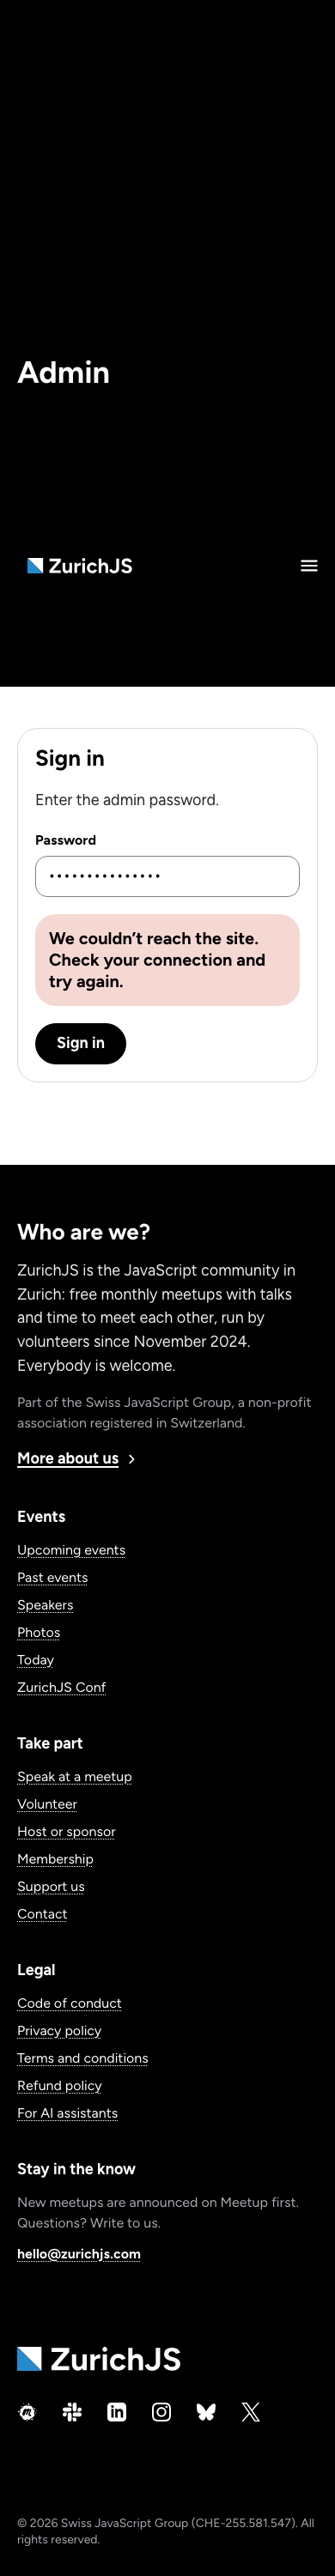 Admin
ZurichJS
Sign in
Enter the admin password.
Password
•••••••••••••••
We couldn’t reach the site.
Check your connection and
try again.
Sign in
Who are we?
ZurichJS is the JavaScript community in
Zurich: free monthly meetups with talks
and time to meet each other, run by
volunteers since November 2024.
Everybody is welcome.
Part of the Swiss JavaScript Group, a non-profit
association registered in Switzerland.
More about us
Events
Upcoming events
Past events
Speakers
Photos
Today
ZurichJS Conf
Take part
Speak at a meetup
Volunteer
Host or sponsor
Membership
Support us
Contact
Legal
Code of conduct
Privacy policy
Terms and conditions
Refund policy
For AI assistants
Stay in the know
New meetups are announced on Meetup first.
Questions? Write to us.
hello@zurichjs.com
ZurichJS
© 2026 Swiss JavaScript Group (CHE-255.581.547). All
rights reserved.